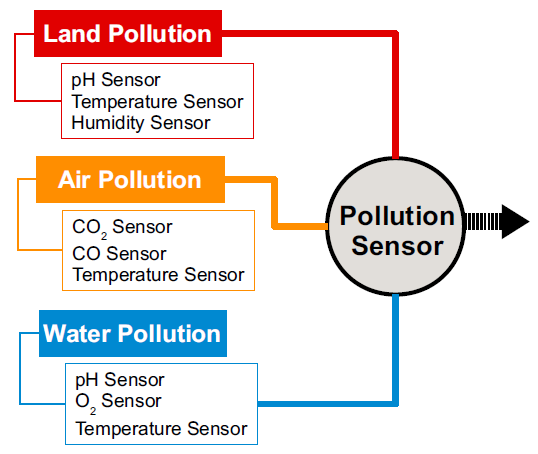 Land Pollution
pH Sensor
Temperature Sensor
Humidity Sensor
Air Pollution
CO₂ Sensor
CO Sensor
Temperature Sensor
Water Pollution
pH Sensor
O₂ Sensor
Temperature Sensor
Pollution
Sensor